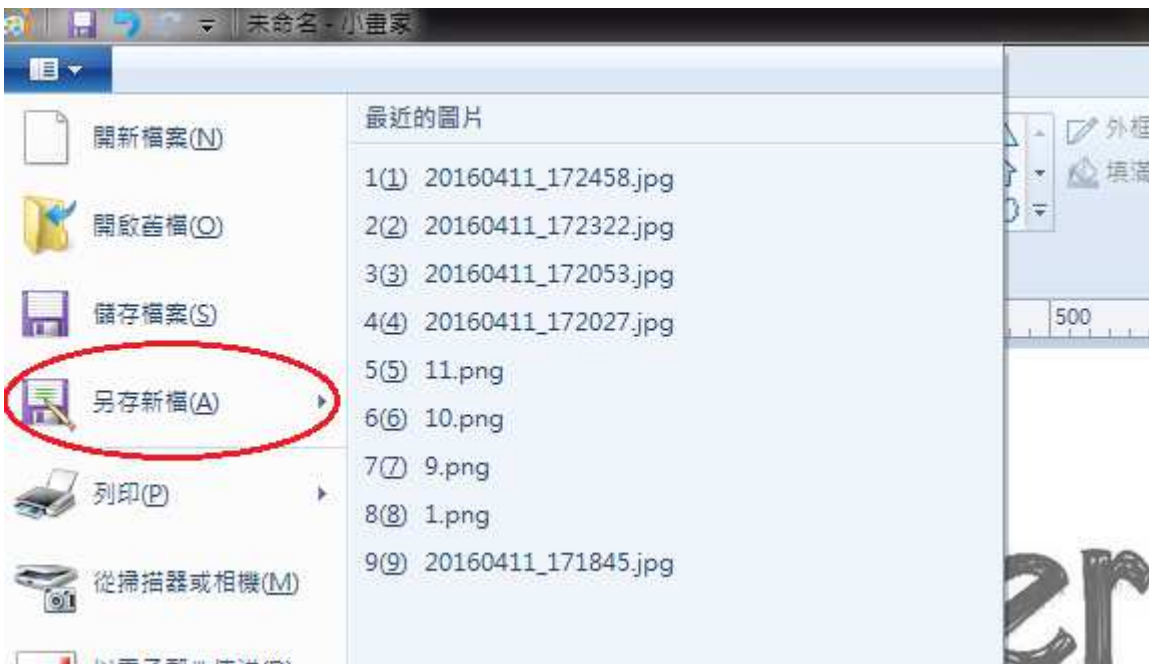 未命名 - 小畫家
開新檔案(N)
開啟舊檔(O)
儲存檔案(S)
另存新檔(A)
列印(P)
從掃描器或相機(M)
最近的圖片
1(1) 20160411_172458.jpg
2(2) 20160411_172322.jpg
3(3) 20160411_172053.jpg
4(4) 20160411_172027.jpg
5(5) 11.png
6(6) 10.png
7(7) 9.png
8(8) 1.png
9(9) 20160411_171845.jpg
外框
填滿
500
er